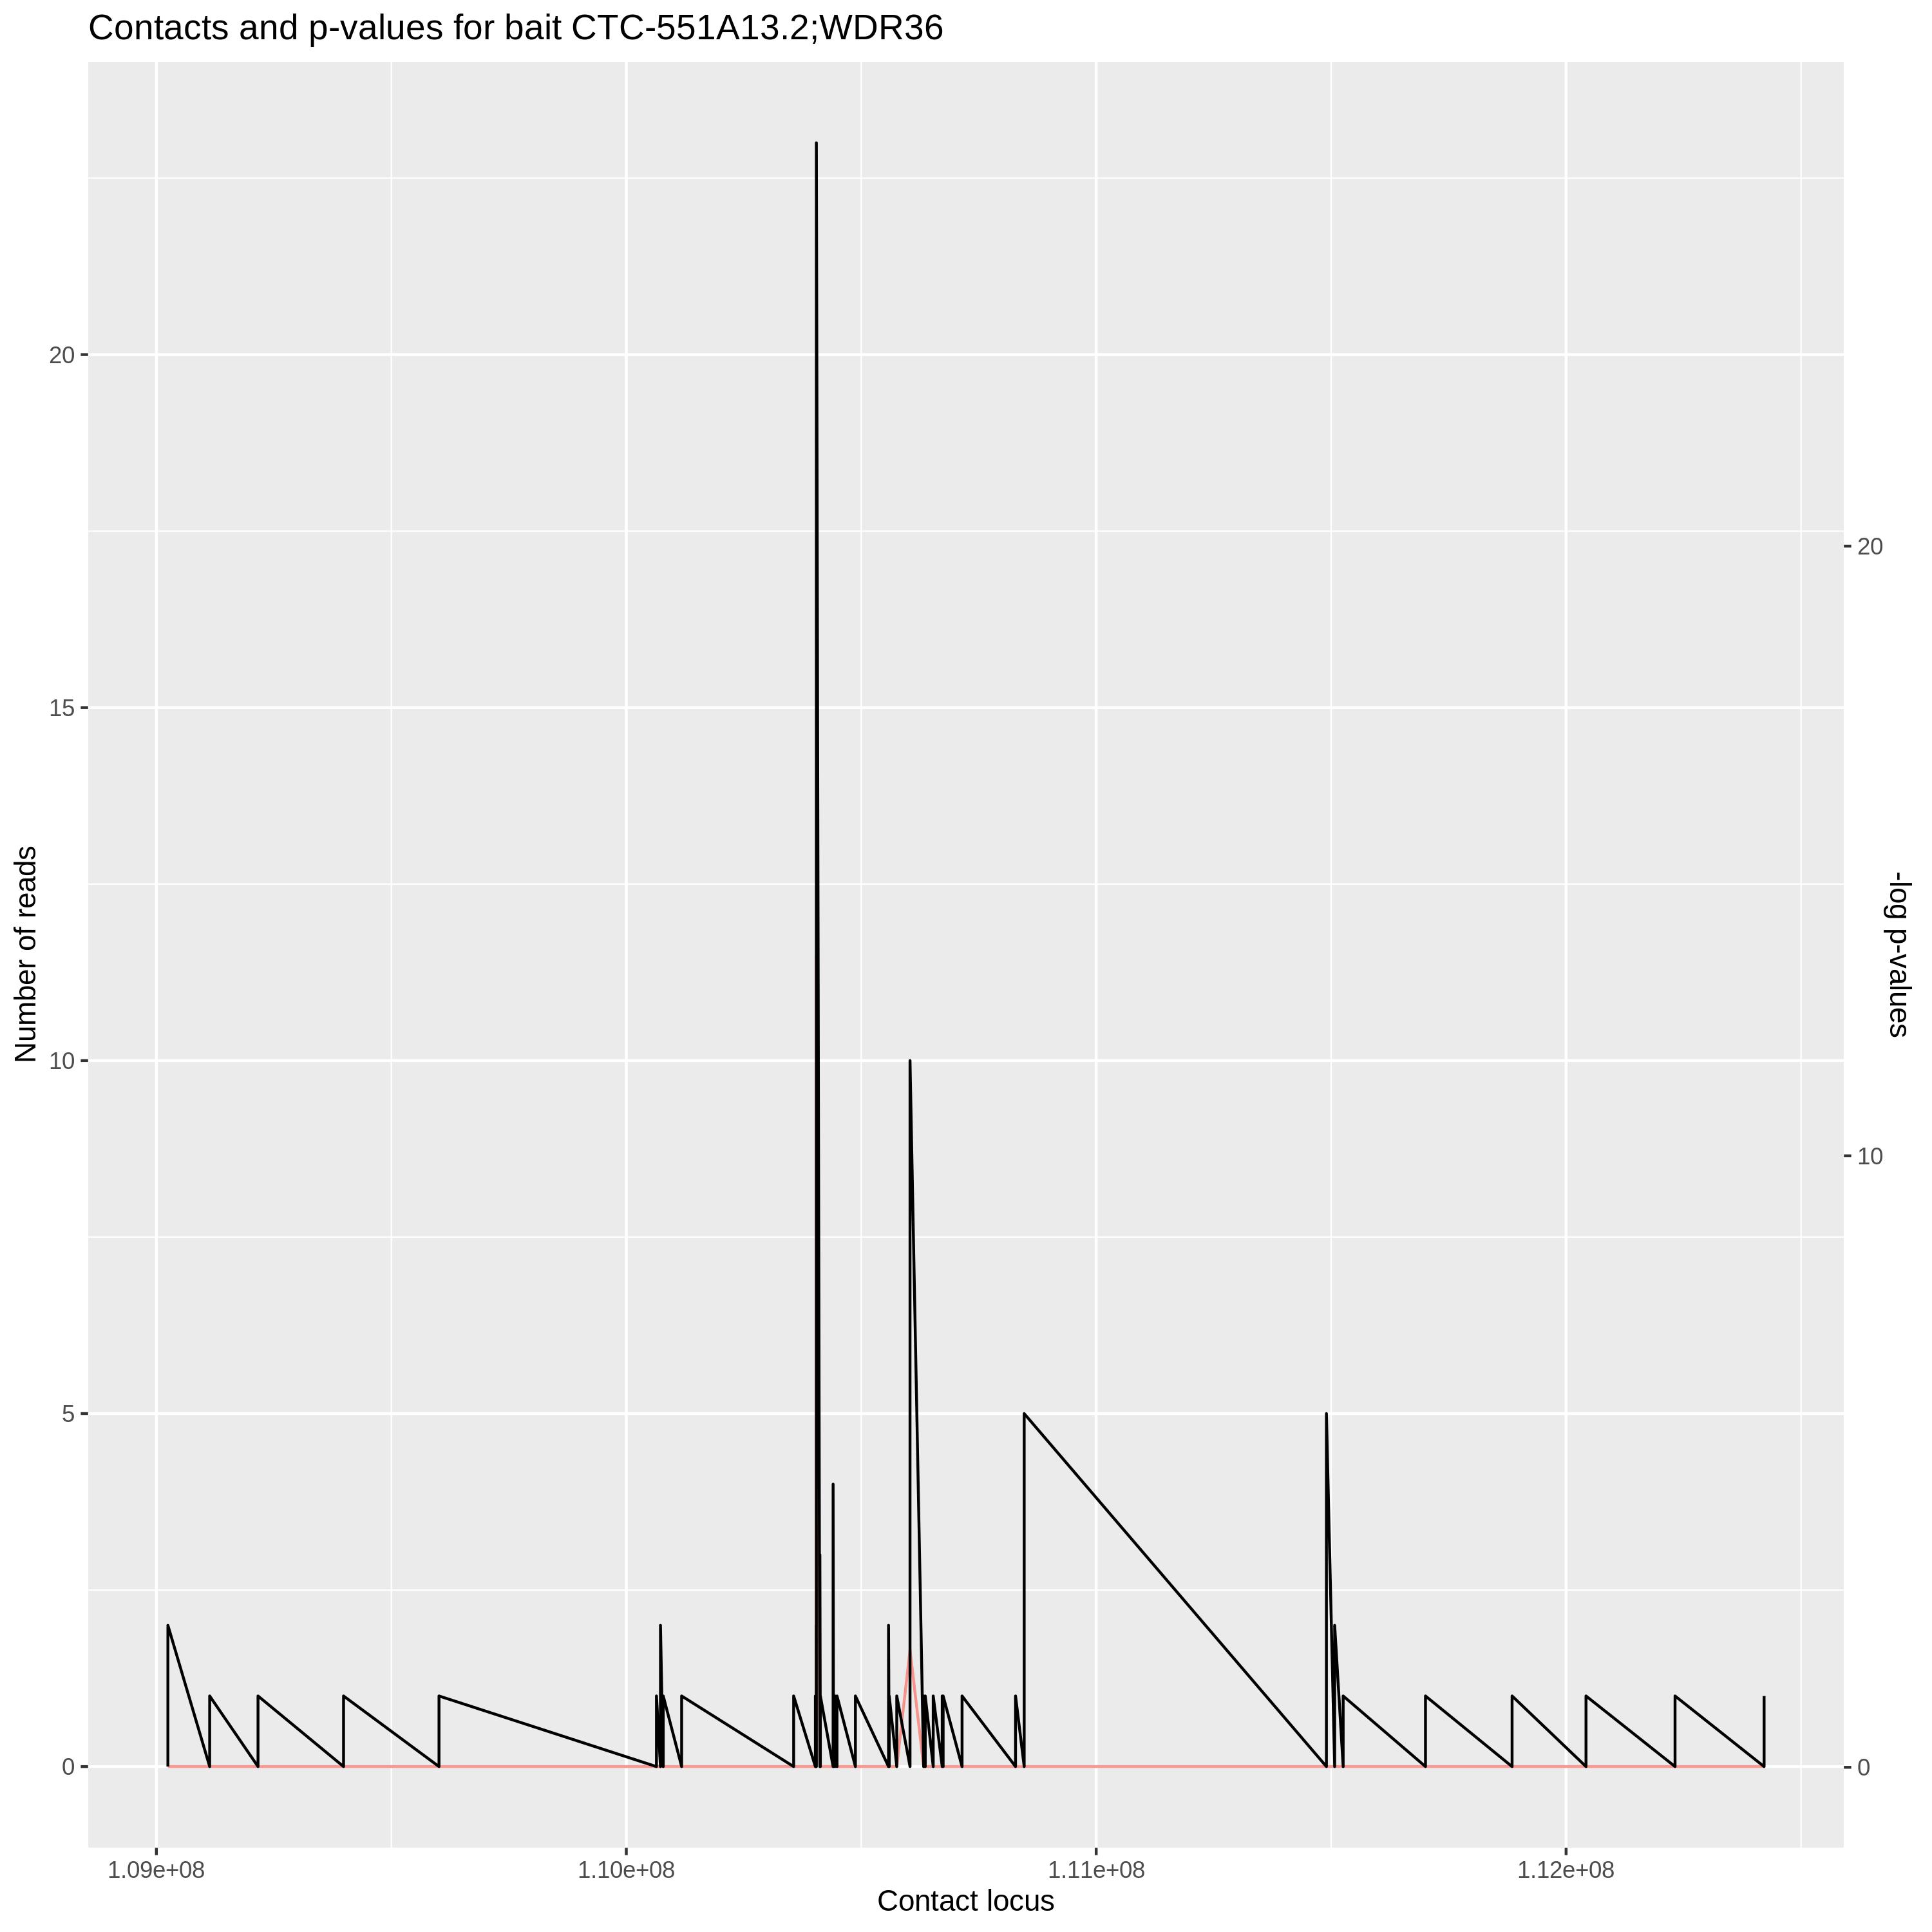 Contacts and p-values for bait CTC-551A13.2;WDR36
Number of reads
20
15
10
5
0
20
10
0
-log p-values
1.09e+08
1.10e+08
1.11e+08
1.12e+08
Contact locus